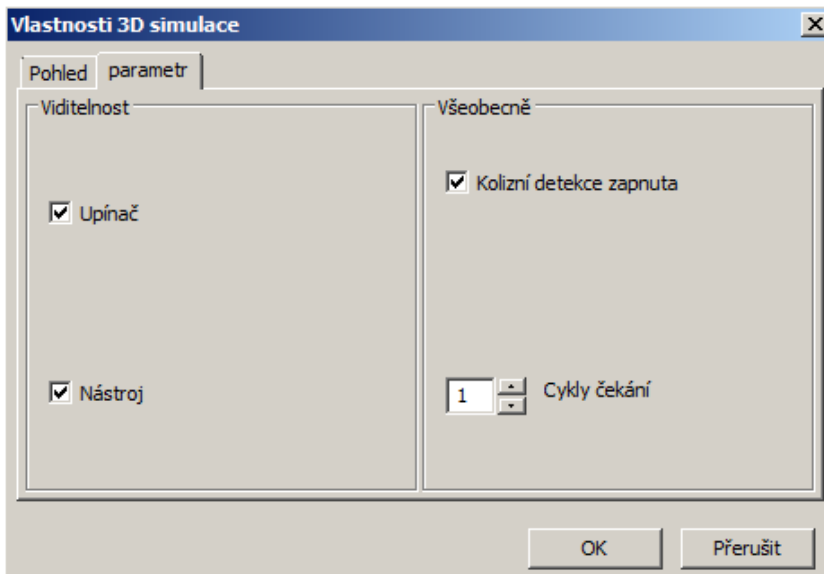 Vlastnosti 3D simulace
Pohled
parametr
Viditelnost
Upínač
Nástroj
Všeobecně
Kolizní detekce zapnuta
1
Cykly čekání
OK
Přerušit